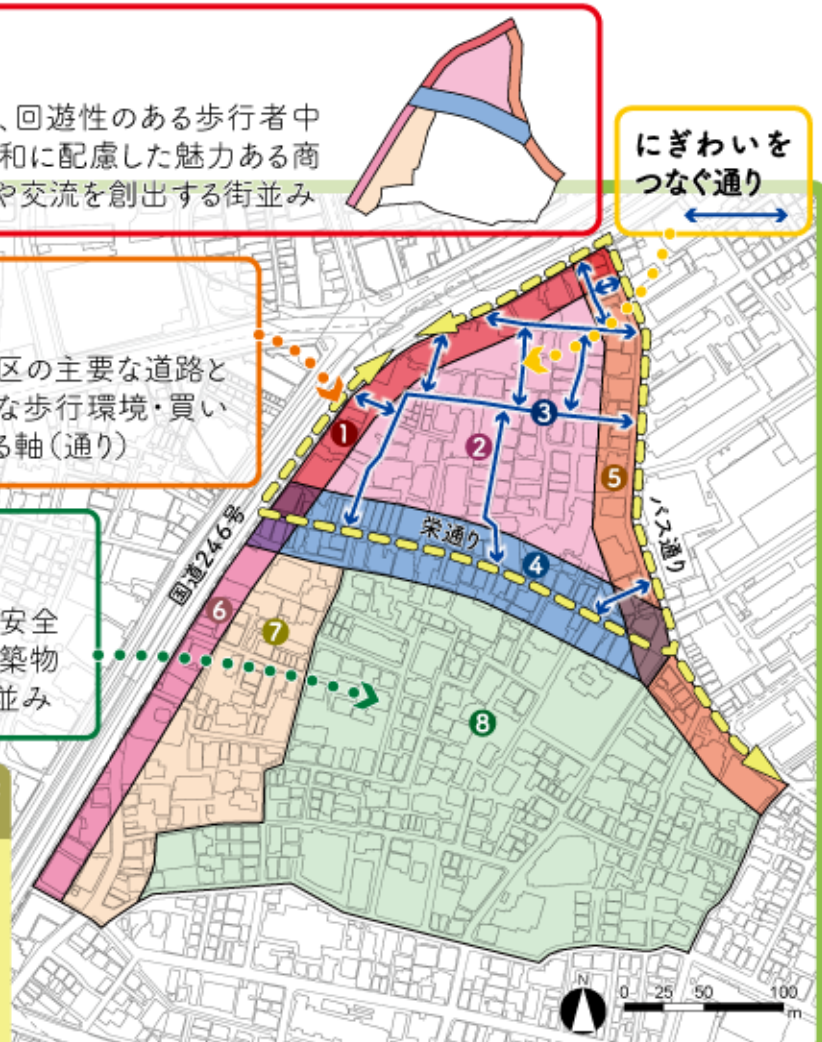 、回遊性のある歩行者中
和に配慮した魅力ある商
や交流を創出する街並み
にぎわいを
つなぐ通り
区の主要な道路と
な歩行環境・買い
る軸(通り)
安全
築物
並み
国道246号
栄通り
バス通り
1
2
3
4
5
6
7
8
N
0 25 50 100
m